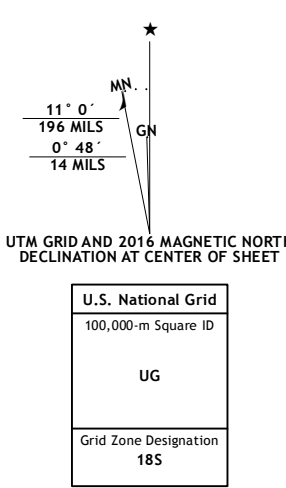 ★
MN
11° 0´
196 MILS
GN
0° 48´
14 MILS
UTM GRID AND 2016 MAGNETIC NORTH
DECLINATION AT CENTER OF SHEET
U.S. National Grid
100,000-m Square ID
UG
Grid Zone Designation
18S